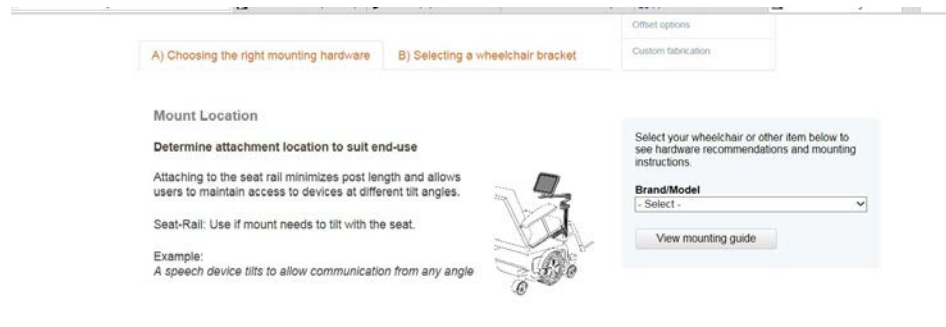 Offset options
Custom fabrication
A) Choosing the right mounting hardware
B) Selecting a wheelchair bracket
Mount Location
Determine attachment location to suit end-use
Attaching to the seat rail minimizes post length and allows
users to maintain access to devices at different tilt angles.
Seat-Rail: Use if mount needs to tilt with the seat.
Example:
A speech device tilts to allow communication from any angle
Select your wheelchair or other item below to
see hardware recommendations and mounting
instructions.
Brand/Model
- Select -
View mounting guide